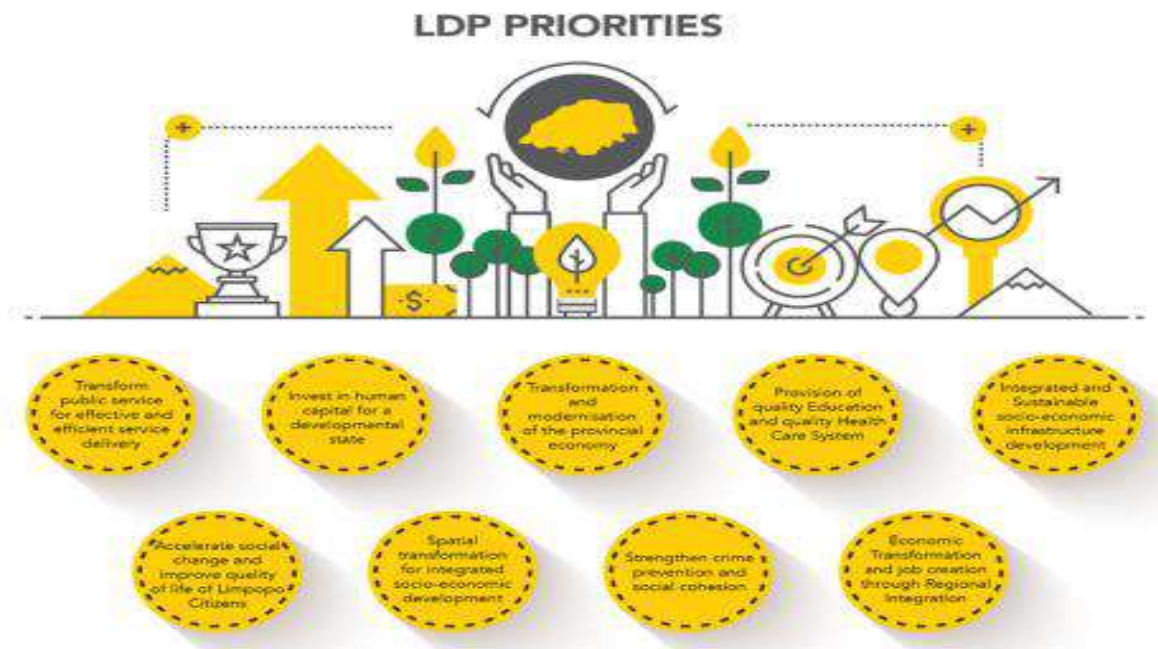 LDP PRIORITIES
+
+
$
Transform
public service
for effective and
efficient service
delivery
Invest in human
capital for a
developmental
state
Transformation
and
modernisation
of the provincial
economy
Provision of
quality Education
and quality Health
Care System
Integrated and
Sustainable
socio-economic
infrastructure
development
Accelerate social
change and
improve quality
of life of Limpopo
Citizens
Spatial
transformation
for integrated
socio-economic
development
Strengthen crime
prevention and
social cohesion
Economic
Transformation
and job creation
through Regional
Integration